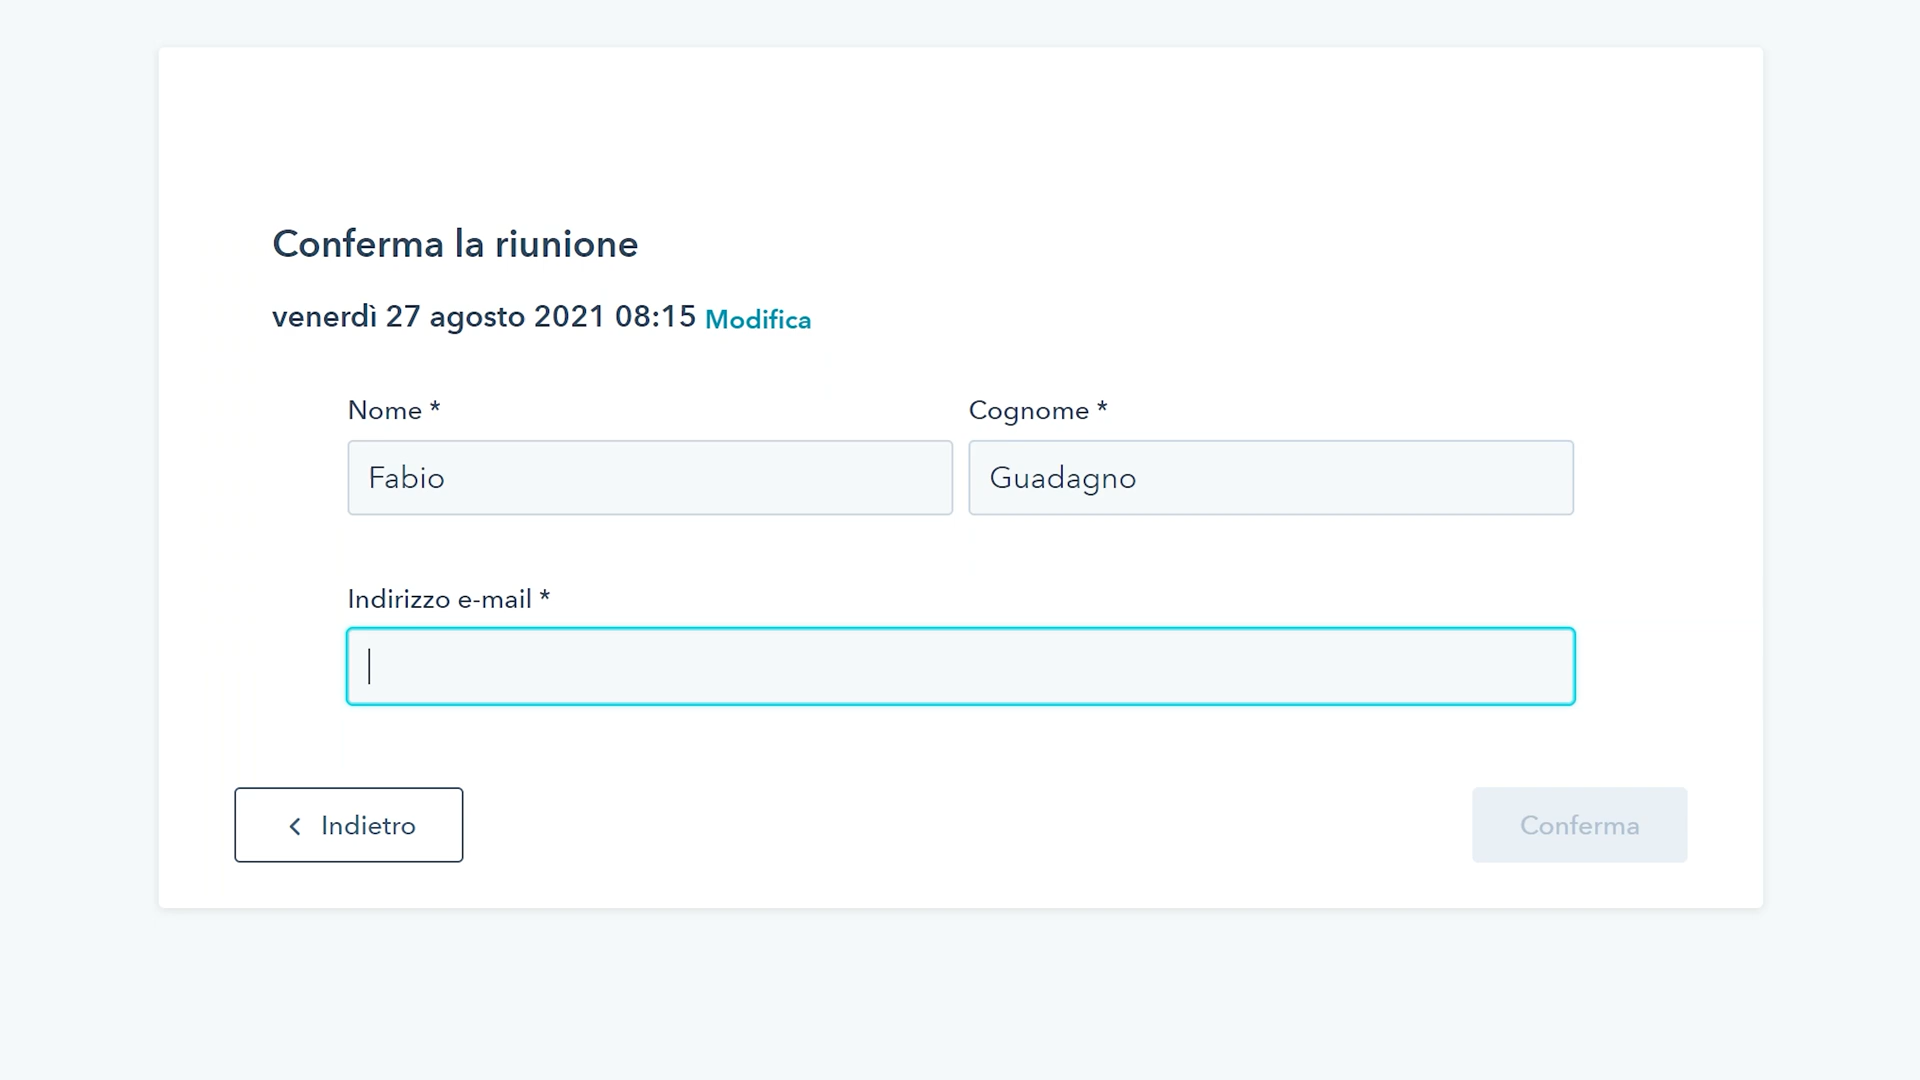 Conferma la riunione
venerdì 27 agosto 2021 08:15 Modifica
Nome * Cognome *
Fabio Guadagno
Indirizzo e-mail *
Indietro Conferma